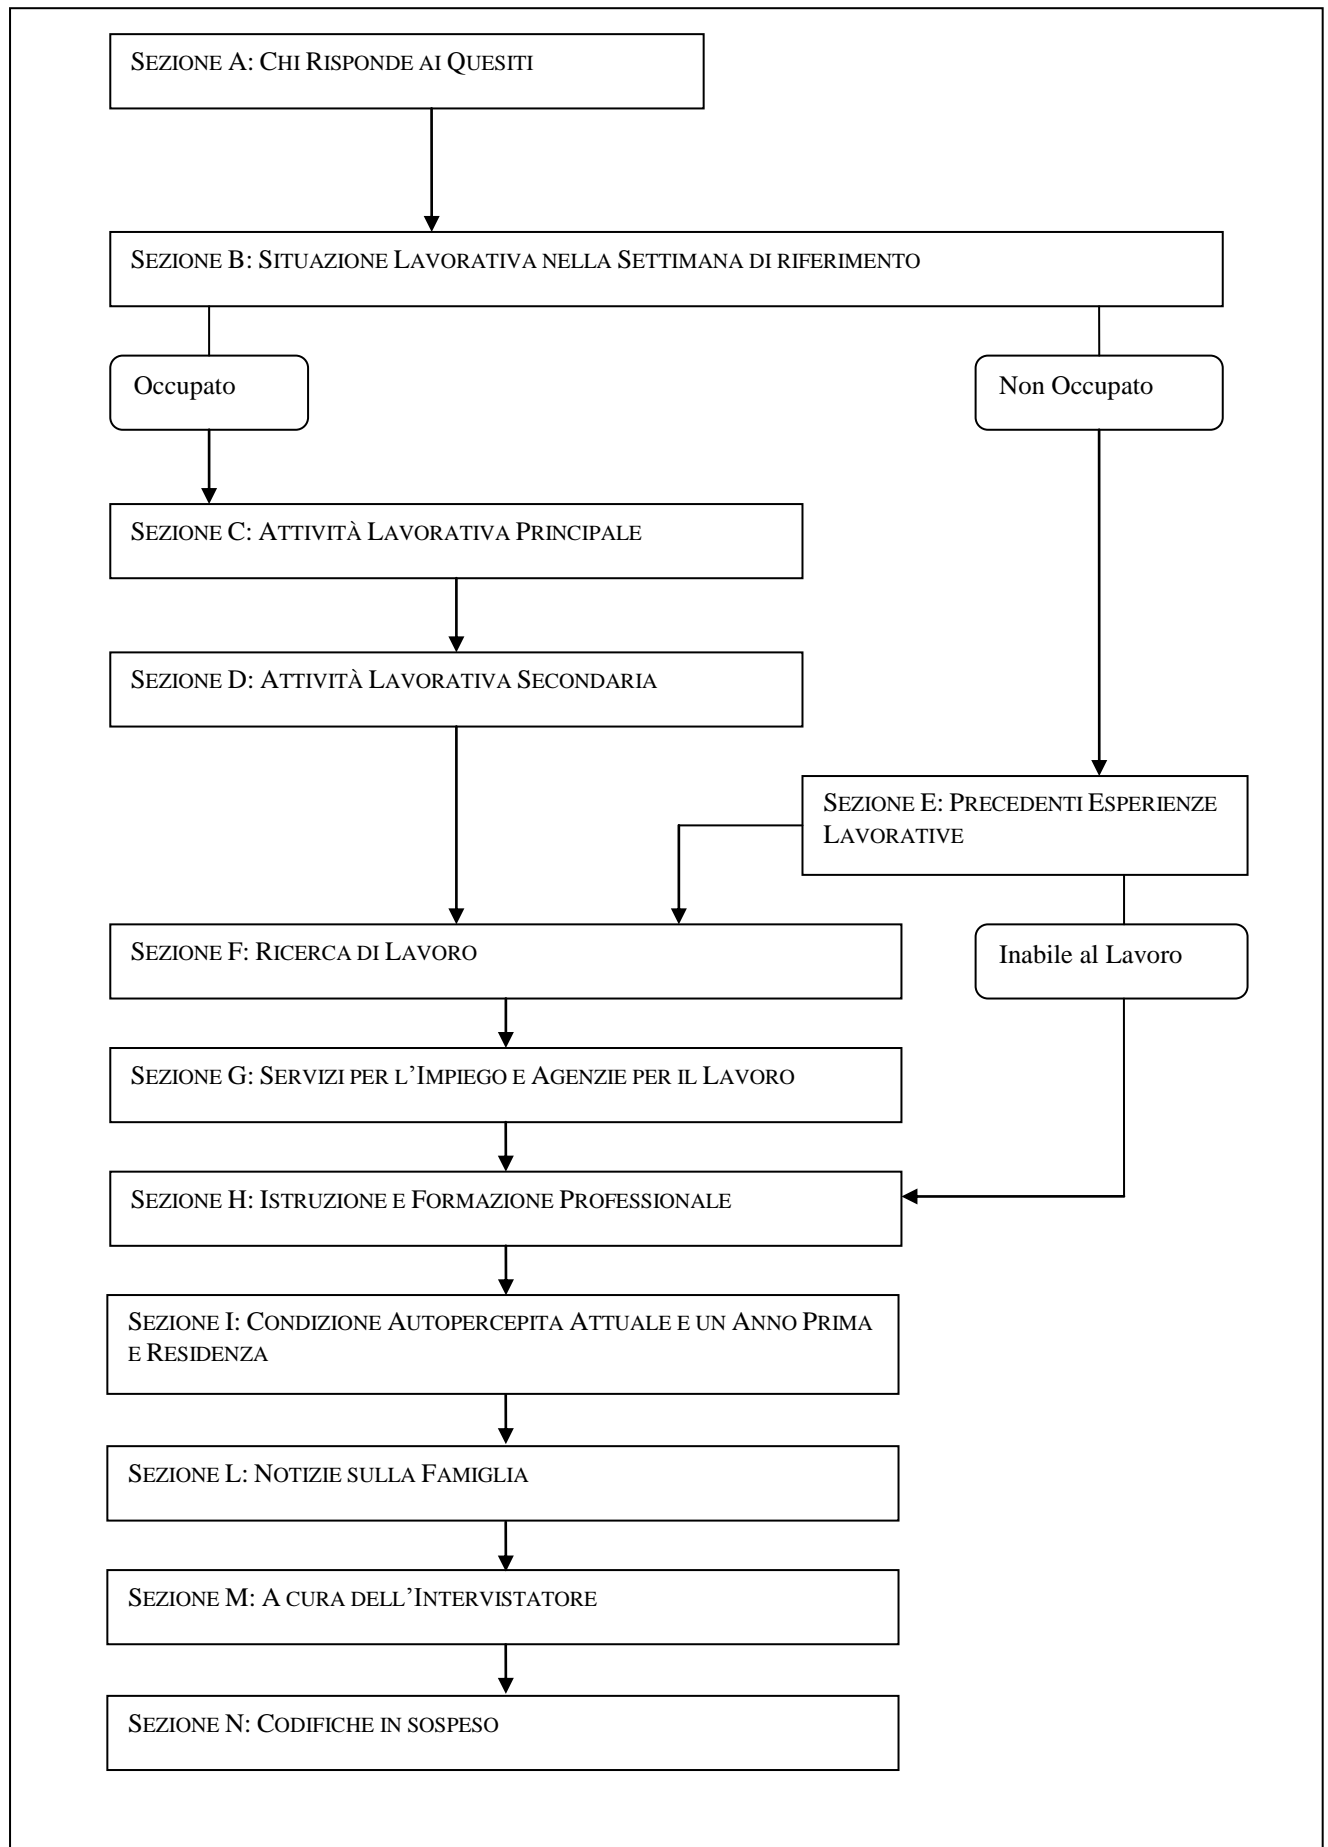 SEZIONE A: CHI RISPONDE AI QUESITI
SEZIONE B: SITUAZIONE LAVORATIVA NELLA SETTIMANA DI RIFERIMENTO
Occupato
Non Occupato
SEZIONE C: ATTIVITÀ LAVORATIVA PRINCIPALE
SEZIONE D: ATTIVITÀ LAVORATIVA SECONDARIA
SEZIONE E: PRECEDENTI ESPERIENZE
LAVORATIVE
SEZIONE F: RICERCA DI LAVORO
Inabile al Lavoro
SEZIONE G: SERVIZI PER L'IMPIEGO E AGENZIE PER IL LAVORO
SEZIONE H: ISTRUZIONE E FORMAZIONE PROFESSIONALE
SEZIONE I: CONDIZIONE AUTOPERCEPITA ATTUALE E UN ANNO PRIMA
E RESIDENZA
SEZIONE L: NOTIZIE SULLA FAMIGLIA
SEZIONE M: A CURA DELL'INTERVISTATORE
SEZIONE N: CODIFICHE IN SOSPESO